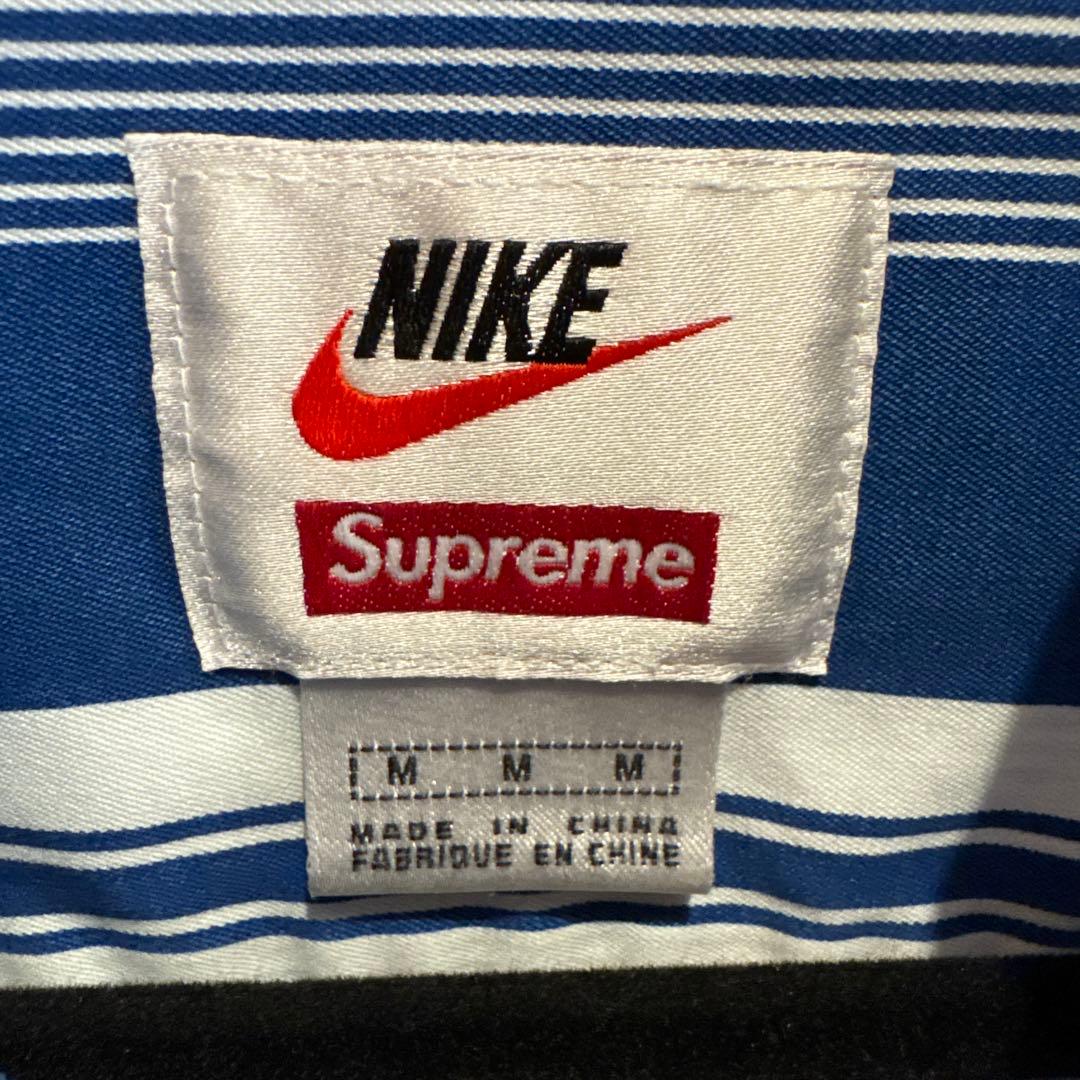 NIKE
Supreme
M M M
MADE IN CHINA
FABRIQUE EN CHINE